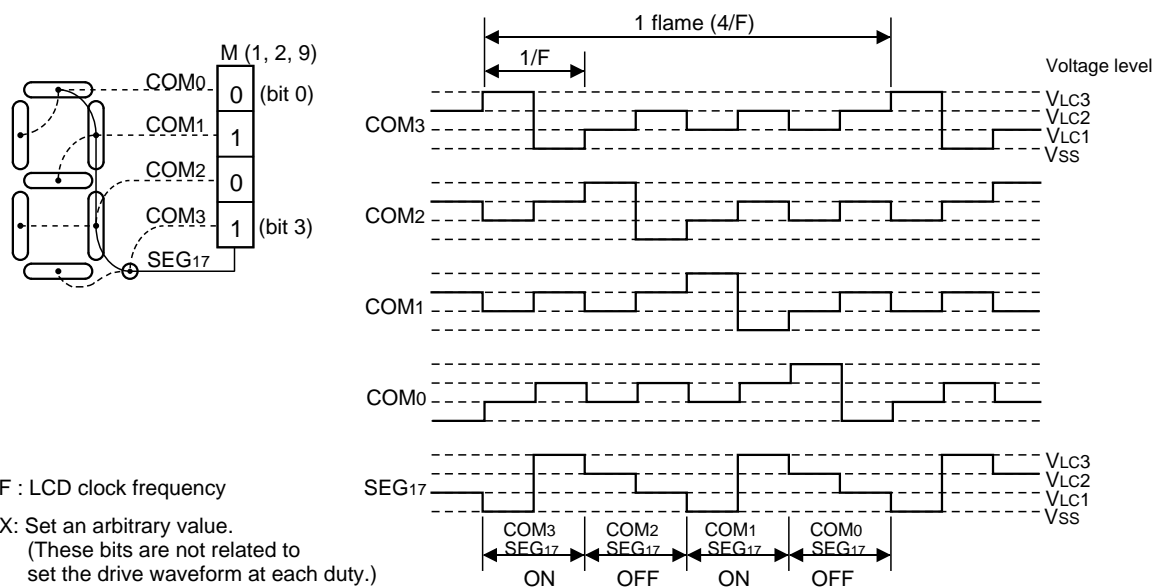 1 flame (4/F)
M (1, 2, 9)
1/F
Voltage level
COM0
0 (bit 0)
COM1
1
COM2
0
COM3
1 (bit 3)
SEG17
COM3
VLC3
VLC2
VLC1
VSS
COM2
COM1
COM0
SEG17
VLC3
VLC2
VLC1
VSS
COM3 COM2 COM1 COM0
SEG17 SEG17 SEG17 SEG17
ON OFF ON OFF
F : LCD clock frequency
X: Set an arbitrary value.
(These bits are not related to
set the drive waveform at each duty.)